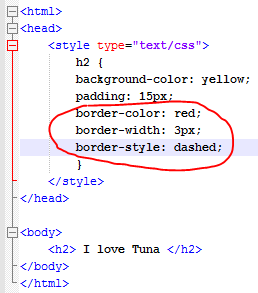 <html>
<head>
<style type="text/css">
h2 {
background-color: yellow;
padding: 15px;
border-color: red;
border-width: 3px;
border-style: dashed;
}
</style>
</head>
<body>
<h2> I love Tuna </h2>
</body>
</html>